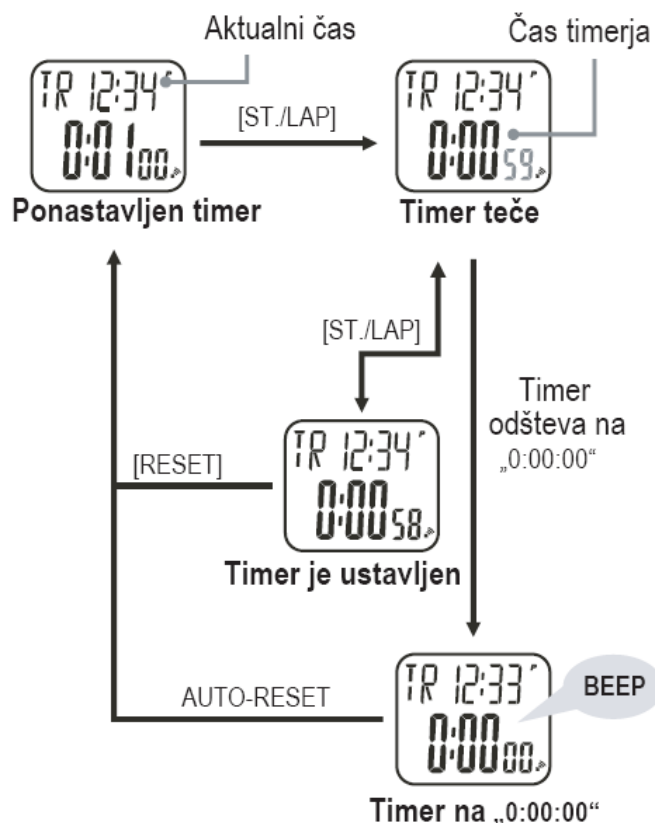 Aktualni čas
Čas timerja
TR 12:34 P
0:01 00
[ST./LAP]
TR 12:34 P
0:00 59
Ponastavljen timer
Timer teče
[ST./LAP]
Timer
odšteva na
„0:00:00“
[RESET]
TR 12:34 P
0:00 58
Timer je ustavljen
AUTO-RESET
TR 12:33 P
0:00 00
BEEP
Timer na „0:00:00“